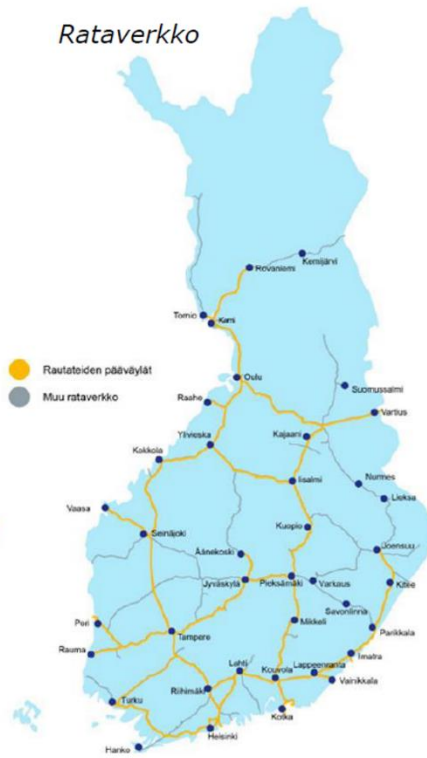 Rataverkko
Rovaniemi
Kemijärvi
Tornio
Kemi
Rautateiden pääväylät
Muu rataverkko
Oulu
Suomussalmi
Raahe
Vartius
Ylivieska
Kajaani
Kokkola
Iisalmi
Nurmes
Lieksa
Vaasa
Seinäjoki
Kuopio
Äänekoski
Joensuu
Jyväskylä
Pieksämäki
Varkaus
Kitee
Savonlinna
Pori
Mikkeli
Parikkala
Tampere
Rauma
Imatra
Lahti
Kouvola
Lappeenranta
Vainikkala
Riihimäki
Turku
Kotka
Helsinki
Hanko